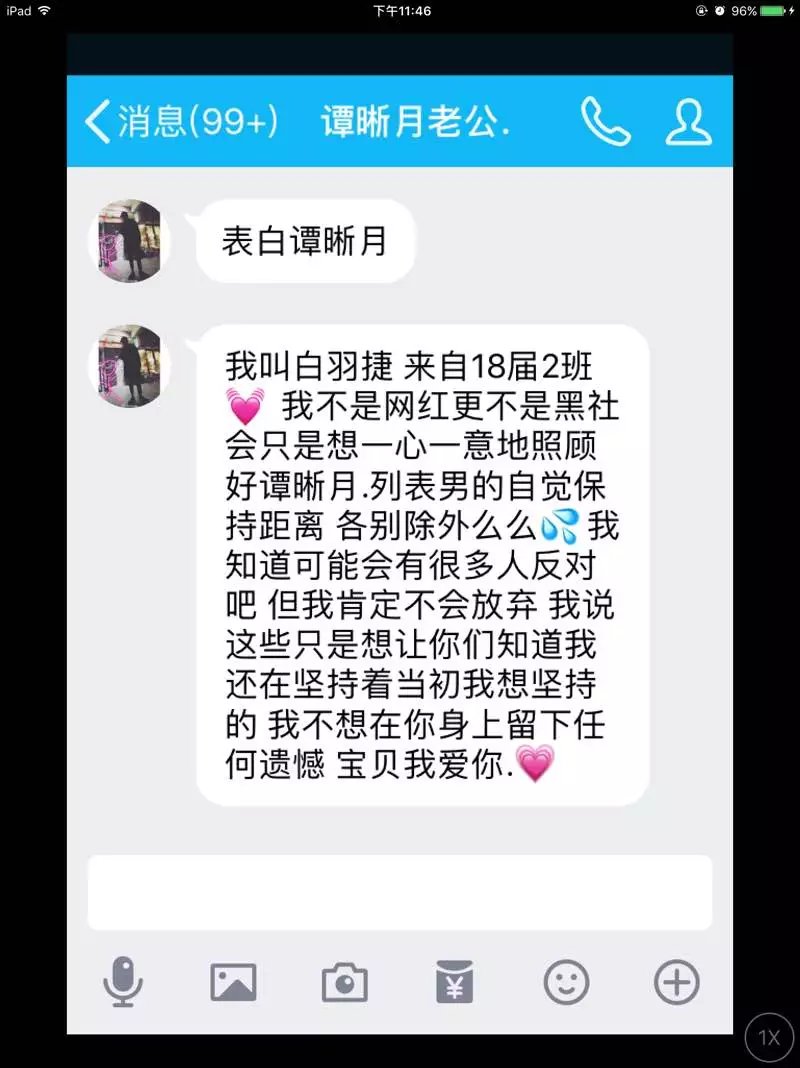 iPad
下午11:46
96%
消息(99+)
谭晰月老公.
表白谭晰月
我叫白羽捷 来自18届2班
💓 我不是网红更不是黑社
会只是想一心一意地照顾
好谭晰月.列表男的自觉保
持距离 各别除外么么💦 我
知道可能会有很多人反对
吧 但我肯定不会放弃 我说
这些只是想让你们知道我
还在坚持着当初我想坚持
的 我不想在你身上留下任
何遗憾 宝贝我爱你.💗
¥
1X